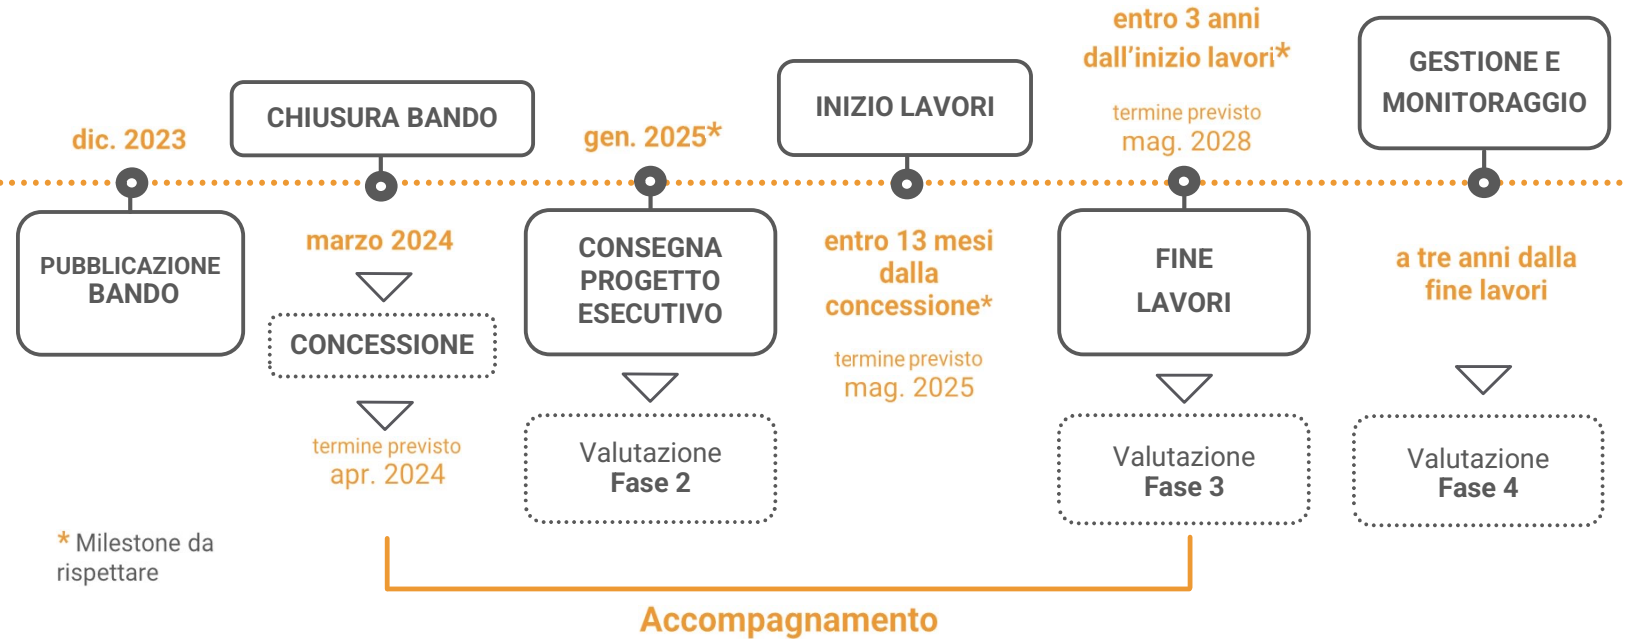 dic. 2023
PUBBLICAZIONE
BANDO
CHIUSURA BANDO
marzo 2024
CONCESSIONE
termine previsto
apr. 2024
gen. 2025*
CONSEGNA
PROGETTO
ESECUTIVO
Valutazione
Fase 2
INIZIO LAVORI
entro 13 mesi
dalla
concessione*
termine previsto
mag. 2025
entro 3 anni
dall'inizio lavori*
termine previsto
mag. 2028
FINE
LAVORI
Valutazione
Fase 3
GESTIONE E
MONITORAGGIO
a tre anni dalla
fine lavori
Valutazione
Fase 4
* Milestone da
rispettare
Accompagnamento